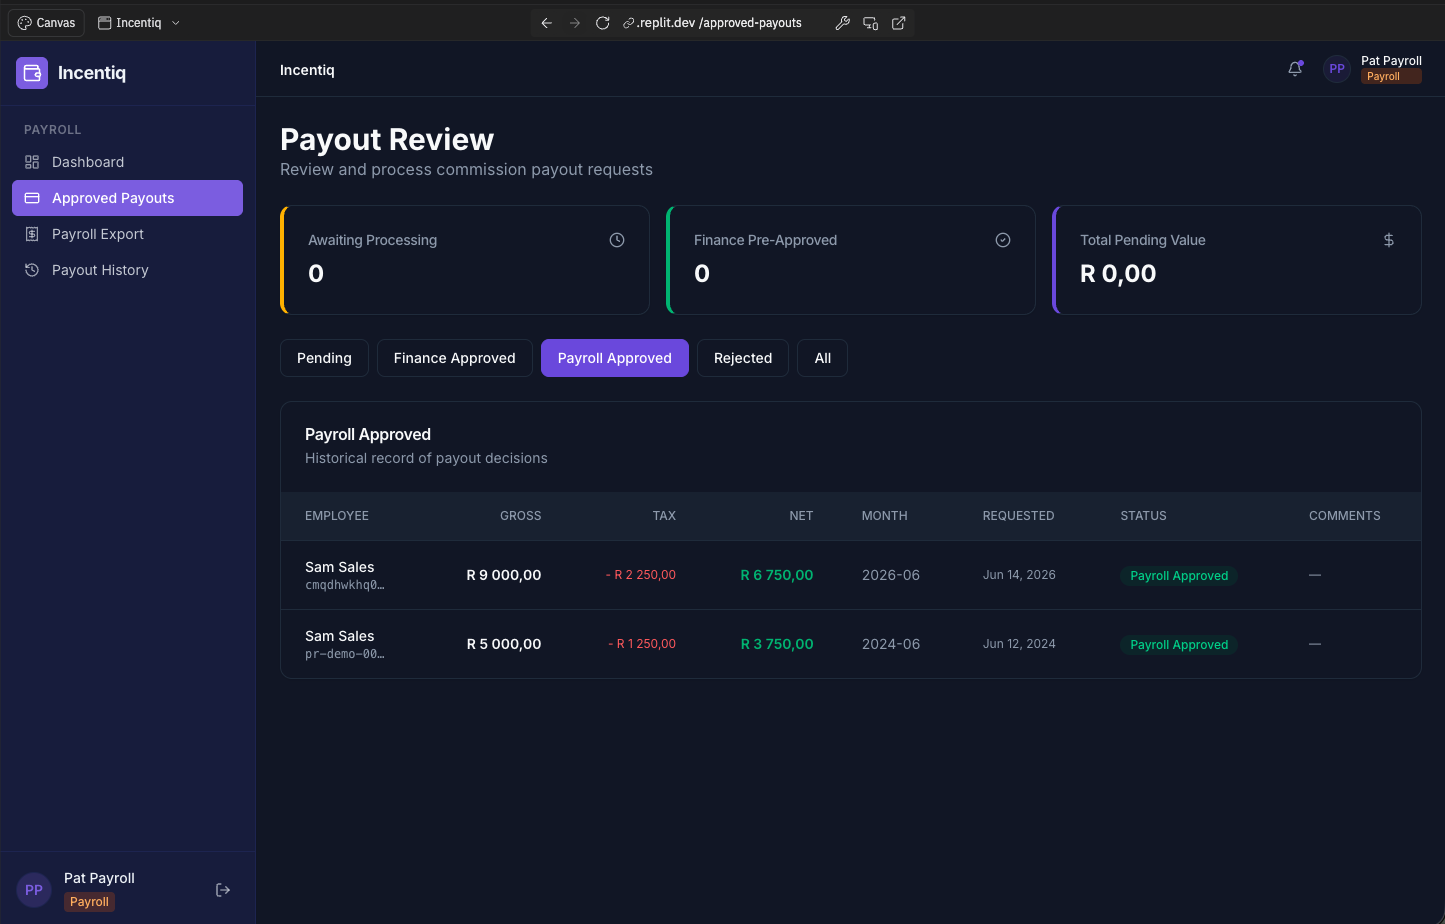 Canvas
Incentiq
.replit.dev /approved-payouts
Incentiq
Incentiq
PP
Pat Payroll
Payroll
PAYROLL
Dashboard
Approved Payouts
Payroll Export
Payout History
Payout Review
Review and process commission payout requests
Awaiting Processing
0
Finance Pre-Approved
0
Total Pending Value
$
R 0,00
Pending
Finance Approved
Payroll Approved
Rejected
All
Payroll Approved
Historical record of payout decisions
EMPLOYEE GROSS TAX NET MONTH REQUESTED STATUS COMMENTS
Sam Sales R 9 000,00 - R 2 250,00 R 6 750,00 2026-06 Jun 14, 2026 Payroll Approved —
cmqdhwkhq0…
Sam Sales R 5 000,00 - R 1 250,00 R 3 750,00 2024-06 Jun 12, 2024 Payroll Approved —
pr-demo-00…
PP
Pat Payroll
Payroll